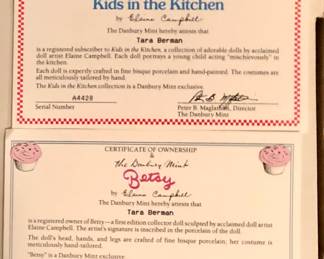 Kids in the Kitchen
by Elaine Campbell
The Danbury Mint hereby attests that
Tara Berman
is a registered subscriber to Kids in the Kitchen, a collection of adorable dolls by acclaimed
doll artist Elaine Campbell. Each doll portrays a young child acting "mischievously" in
the kitchen.
Each doll is expertly crafted in fine bisque porcelain and hand-painted. The costumes are
all meticulously tailored by hand.
Kids in the Kitchen collection is a Danbury Mint exclusive.
A4428
Serial Number
Peter B. Maglathlin, Director
The Danbury Mint
CERTIFICATE OF OWNERSHIP
&
the Danbury Mint
Betsy
by Elaine Campbell
The Danbury Mint hereby attests that
Tara Berman
is a registered owner of Betsy—a first edition collector doll sculpted by acclaimed doll artist
Elaine Campbell. The artist's signature is inscribed in the porcelain of the doll.
The doll's head, hands, and legs are crafted of fine bisque porcelain; her costume is
meticulously hand-tailored.
"Betsy" is a Danbury Mint exclusive.